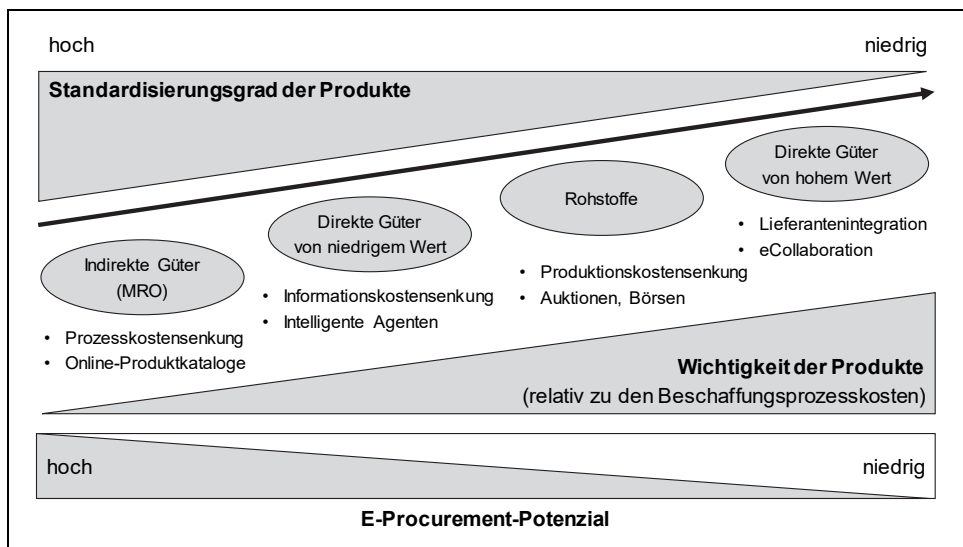 hoch
niedrig
Standardisierungsgrad der Produkte
Indirekte Güter
(MRO)
• Prozesskostensenkung
• Online-Produktkataloge
Direkte Güter
von niedrigem Wert
• Informationskostensenkung
• Intelligente Agenten
Rohstoffe
• Produktionskostensenkung
• Auktionen, Börsen
Direkte Güter
von hohem Wert
• Lieferantenintegration
• eCollaboration
Wichtigkeit der Produkte
(relativ zu den Beschaffungsprozesskosten)
hoch
niedrig
E-Procurement-Potenzial